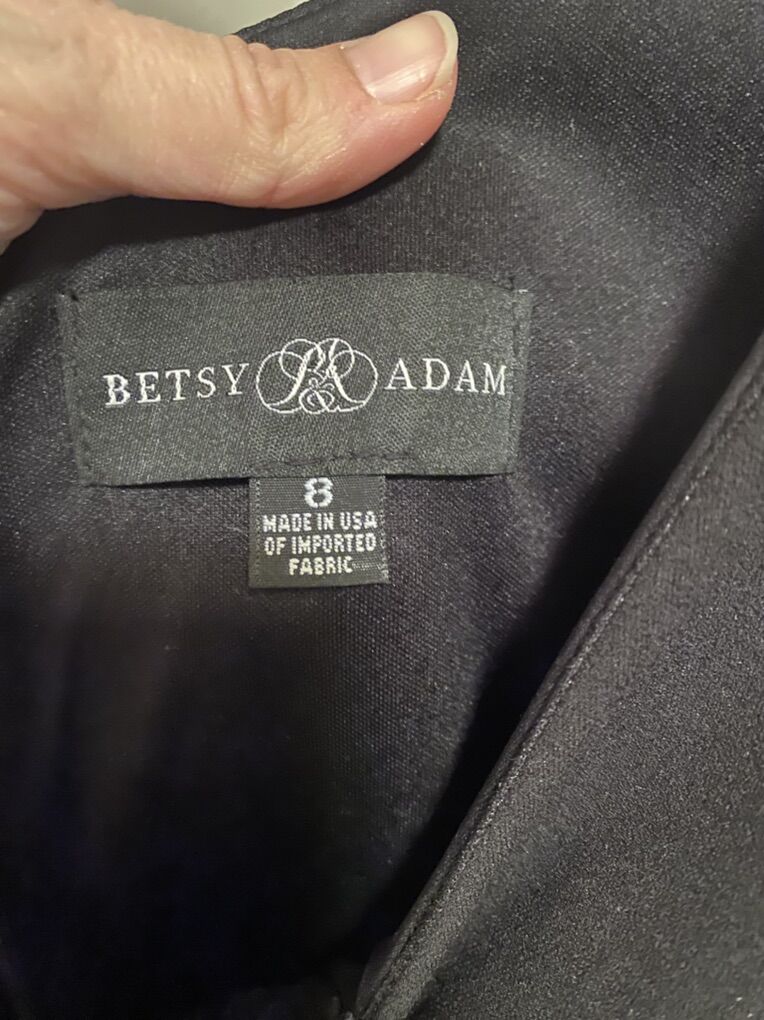 BETSY B&A ADAM
8
MADE IN USA
OF IMPORTED
FABRIC